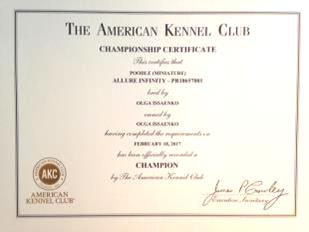 THE AMERICAN KENNEL CLUB
CHAMPIONSHIP CERTIFICATE
This certifies that
POODLE (MINIATURE)
ALLURE INFINITY - PR18657801
bred by
OLGA ISSAENKO
owned by
OLGA ISSAENKO
having completed the requirements on
FEBRUARY 10, 2017
has been officially recorded a
CHAMPION
by The American Kennel Club
AKC
AMERICAN
KENNEL CLUB®
Executive Secretary